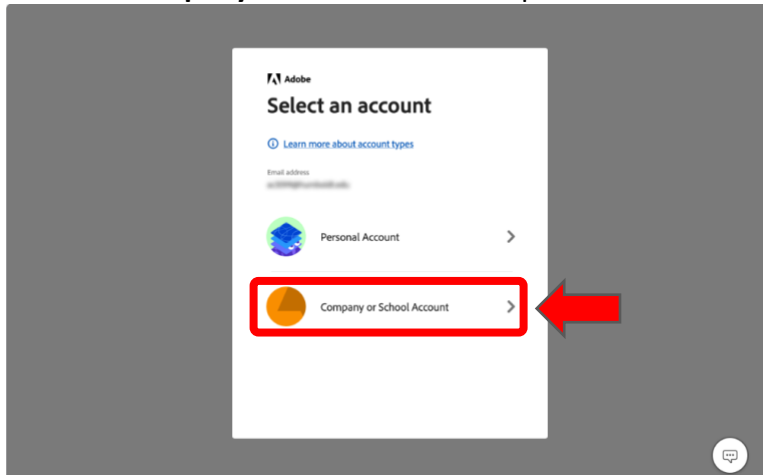 Adobe
Select an account
Learn more about account types
Email address
Personal Account
Company or School Account